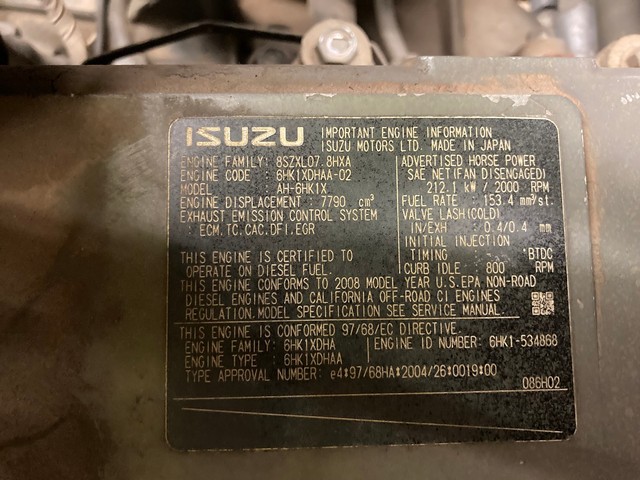 ISUZU
IMPORTANT ENGINE INFORMATION
ISUZU MOTORS LTD. MADE IN JAPAN
ENGINE FAMILY: 8SZXL07.8HXA
ENGINE CODE : 6HK1XDHAA-02
MODEL : AH-6HK1X
ENGINE DISPLACEMENT: 7790 cm³
EXHAUST EMISSION CONTROL SYSTEM
: ECM.TC.CAC.DFI.EGR
THIS ENGINE IS CERTIFIED TO
OPERATE ON DIESEL FUEL.
ADVERTISED HORSE POWER
SAE NET(FAN DISENGAGED)
212.1 kW / 2000 RPM
FUEL RATE : 153.4 mm³/st.
VALVE LASH(COLD)
IN/EXH : 0.4/0.4 mm
INITIAL INJECTION
TIMING : °BTDC
CURB IDLE : 800 RPM
THIS ENGINE CONFORMS TO 2008 MODEL YEAR U.S.EPA NON-ROAD
DIESEL ENGINES AND CALIFORNIA OFF-ROAD CI ENGINES
REGULATION. MODEL SPECIFICATION SEE SERVICE MANUAL.
THIS ENGINE IS CONFORMED 97/68/EC DIRECTIVE.
ENGINE FAMILY: 6HK1XDHA
ENGINE TYPE : 6HK1XDHAA
ENGINE ID NUMBER: 6HK1-534868
TYPE APPROVAL NUMBER: e4*97/68HA*2004/26*0019*00
086H02